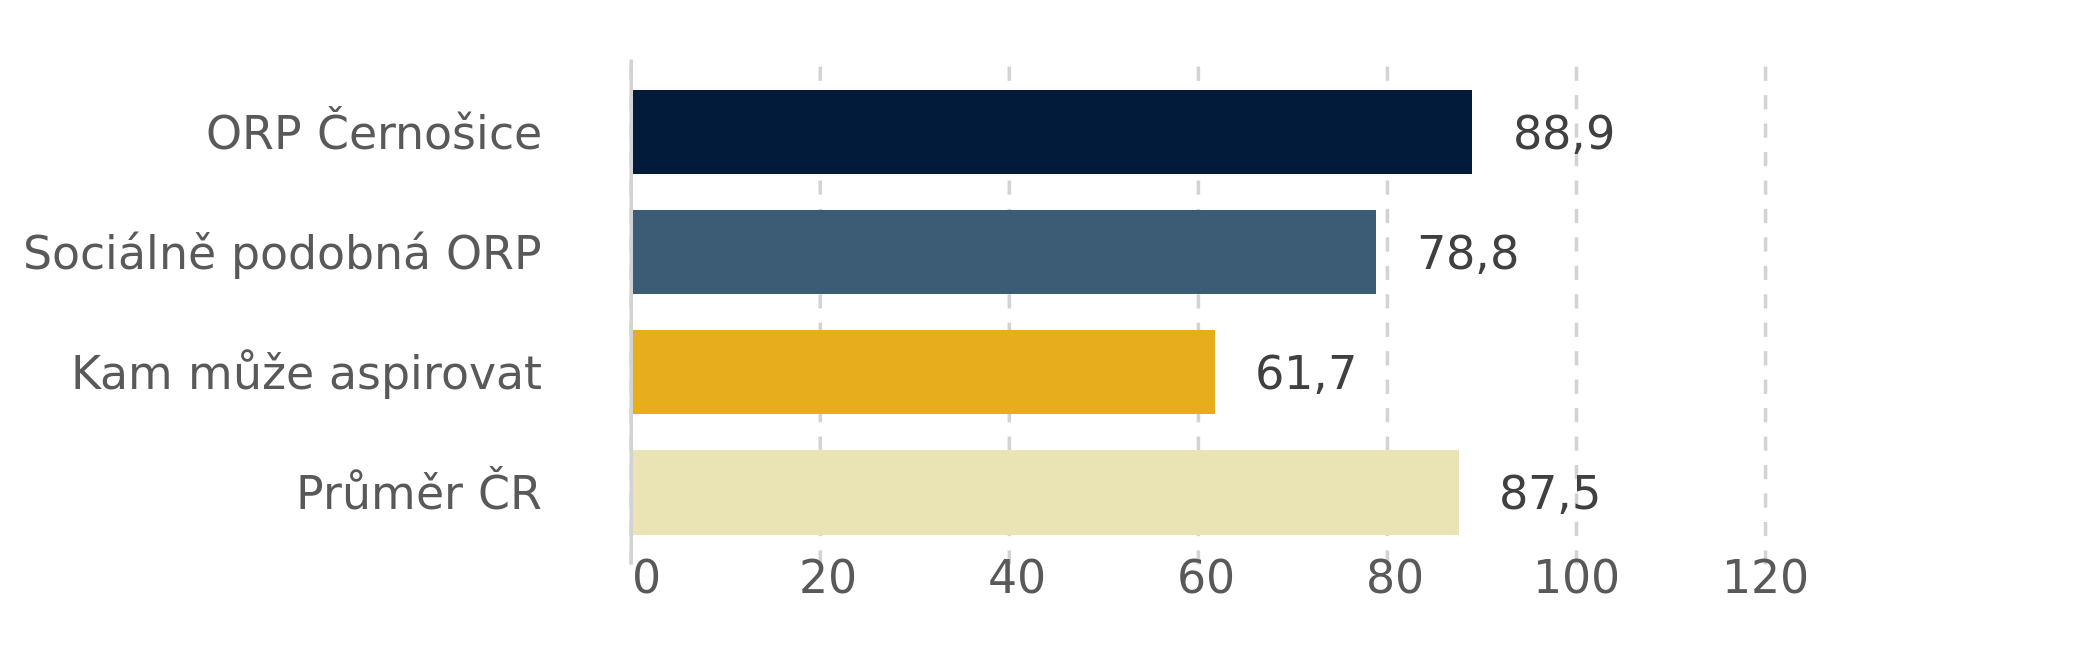 ORP Černošice 88,9
Sociálně podobná ORP 78,8
Kam může aspirovat 61,7
Průměr ČR 87,5
0 20 40 60 80 100 120